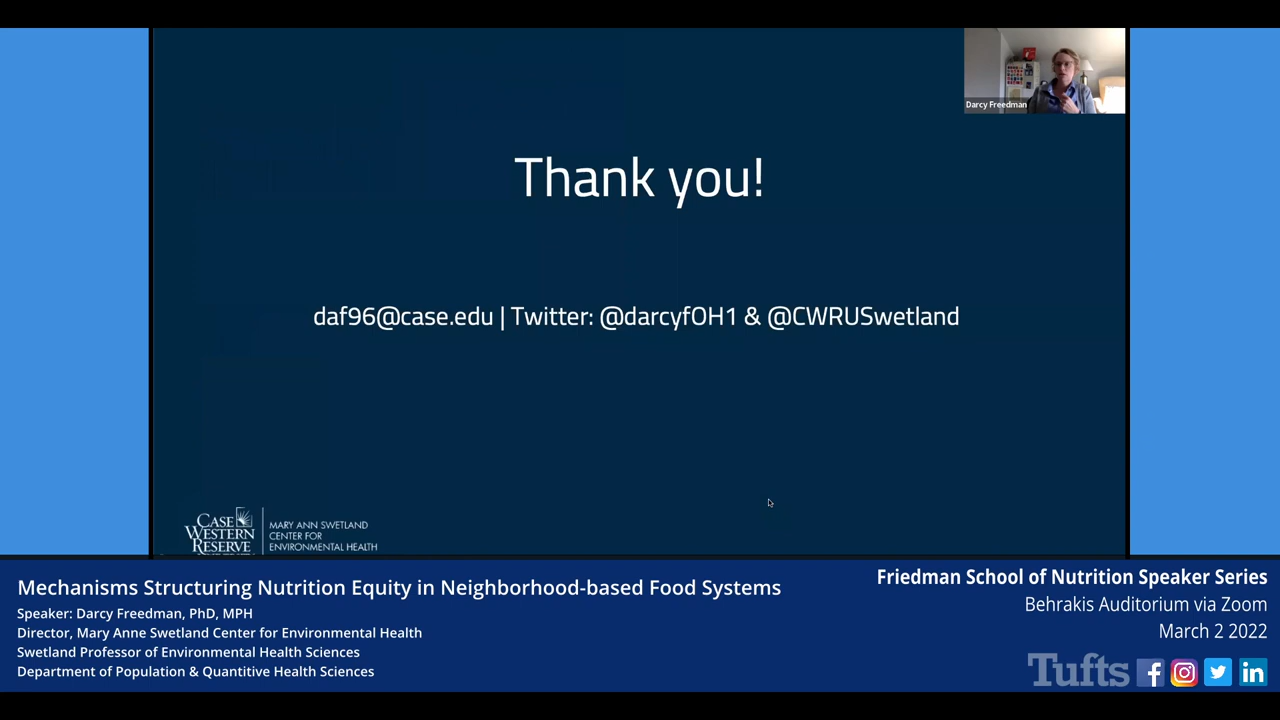 Darcy Freedman
Thank you!
daf96@case.edu | Twitter: @darcyfOH1 & @CWRUSwetland
CASE
WESTERN
RESERVE
MARY ANN SWETLAND
CENTER FOR
ENVIRONMENTAL HEALTH
Mechanisms Structuring Nutrition Equity in Neighborhood-based Food Systems
Speaker: Darcy Freedman, PhD, MPH
Director, Mary Anne Swetland Center for Environmental Health
Swetland Professor of Environmental Health Sciences
Department of Population & Quantitative Health Sciences
Friedman School of Nutrition Speaker Series
Behrakis Auditorium via Zoom
March 2 2022
Tufts